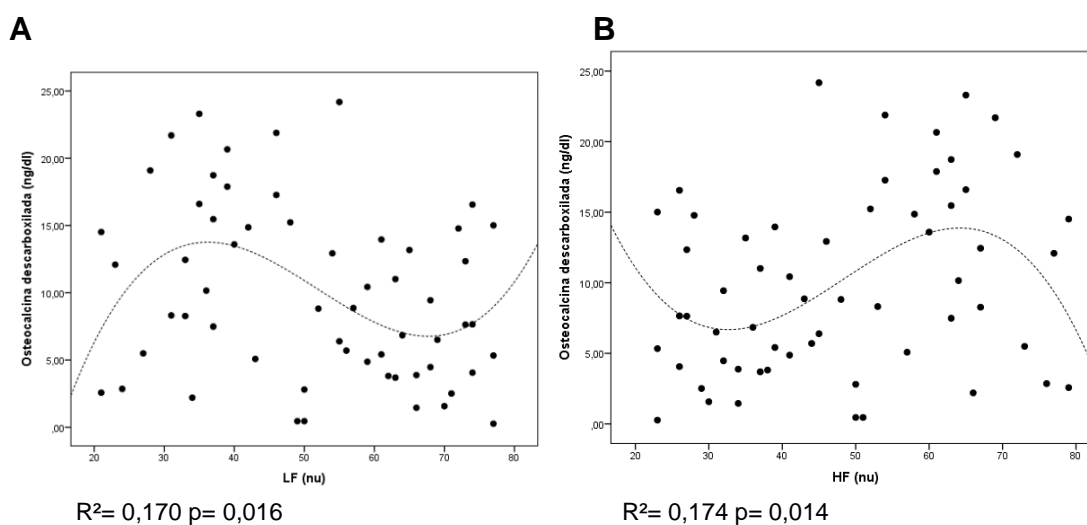 A
25,00
20,00
15,00
10,00
5,00
,00
Osteocalcina descarboxilada (ng/dl)
20 30 40 50 60 70 80
LF (nu)
R²= 0,170 p= 0,016
B
25,00
20,00
15,00
10,00
5,00
,00
Osteocalcina descarboxilada (ng/dl)
20 30 40 50 60 70 80
HF (nu)
R²= 0,174 p= 0,014